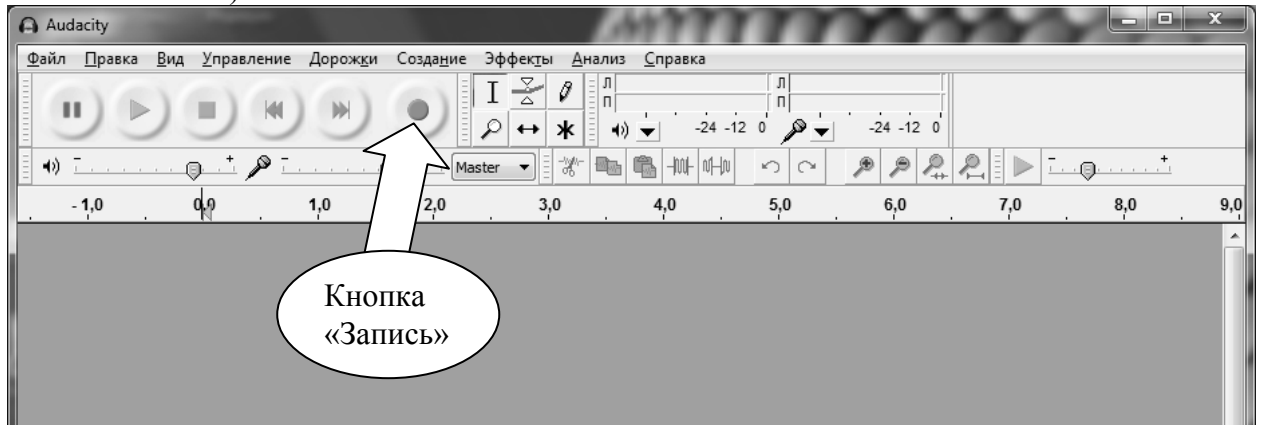 Audacity
Файл Правка Вид Управление Дорожки Создание Эффекты Анализ Справка
Л Л
П П
-24 -12 0 -24 -12 0
- + - Master - +
- 1,0 0,0 1,0 2,0 3,0 4,0 5,0 6,0 7,0 8,0 9,0
Кнопка
«Запись»